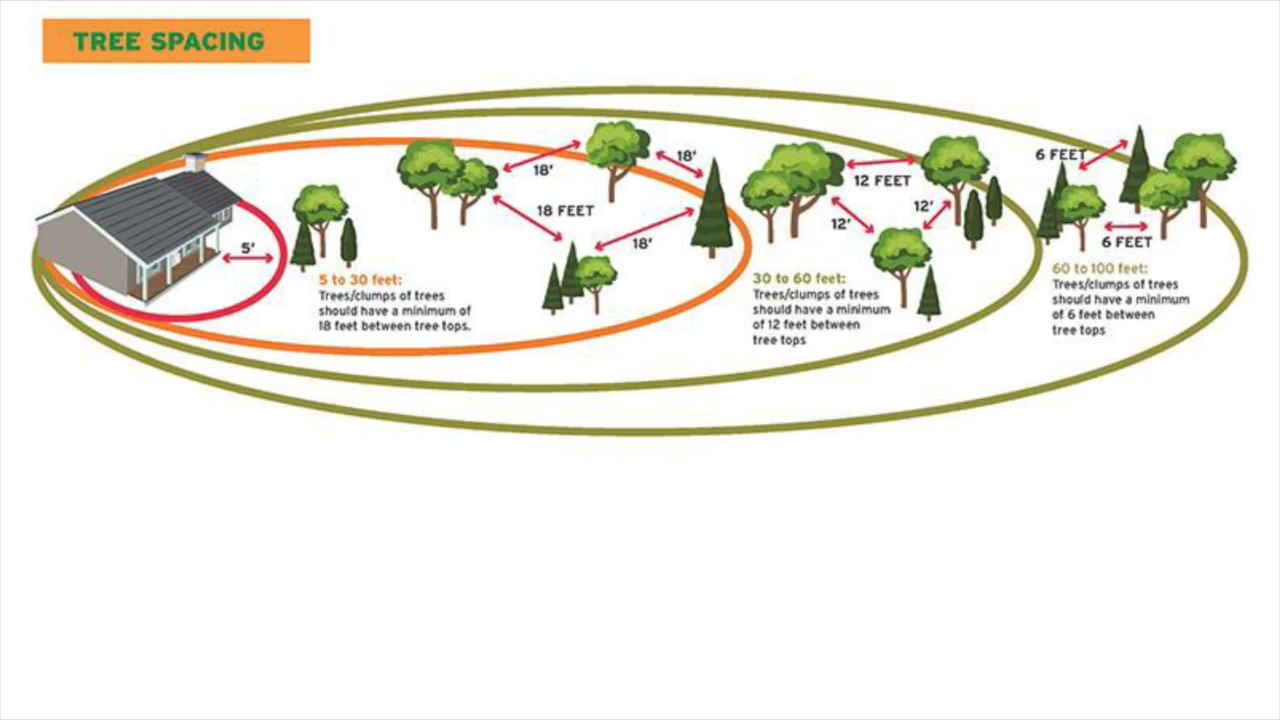 TREE SPACING
5'
5 to 30 feet:
Trees/clumps of trees
should have a minimum of
18 feet between tree tops.
18'
18'
18 FEET
18'
12 FEET
12'
12'
30 to 60 feet:
Trees/clumps of trees
should have a minimum
of 12 feet between
tree tops
6 FEET
6 FEET
60 to 100 feet:
Trees/clumps of trees
should have a minimum
of 6 feet between
tree tops